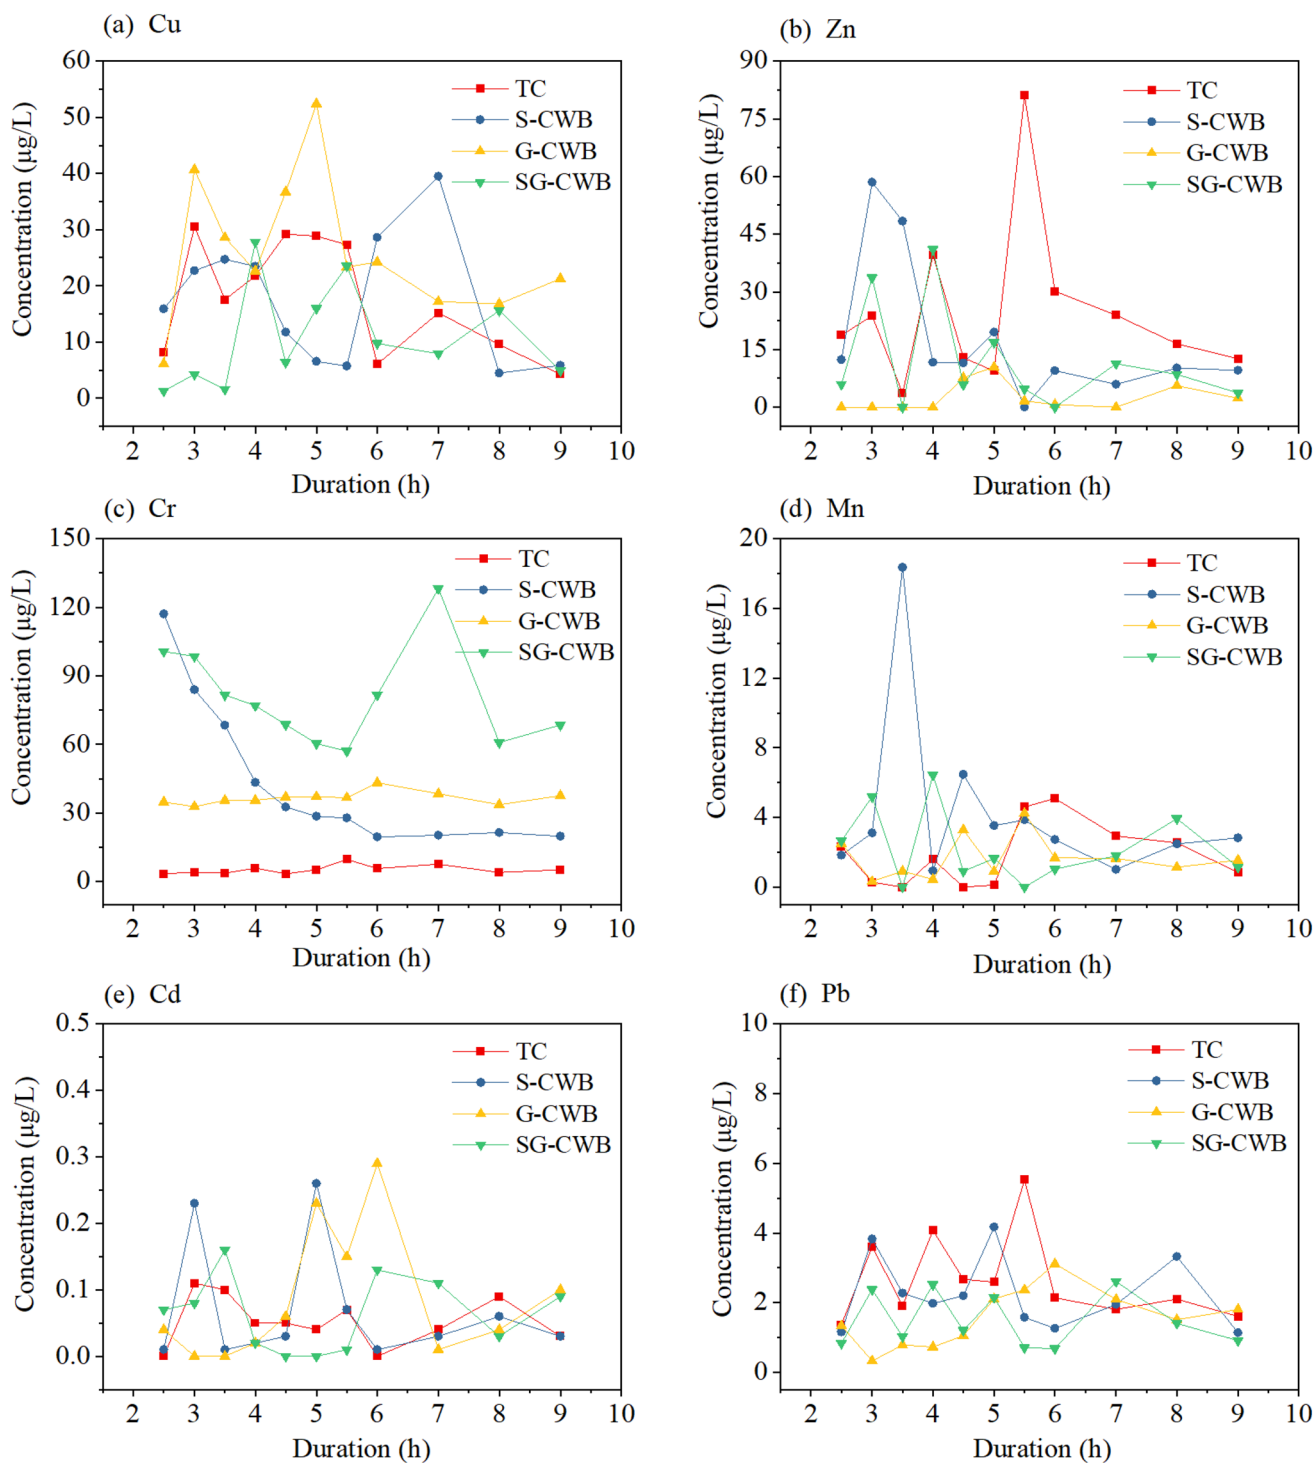 (a) Cu
Concentration (μg/L)
60
50
40
30
20
10
0
TC
S-CWB
G-CWB
SG-CWB
2 3 4 5 6 7 8 9 10
Duration (h)
(b) Zn
Concentration (μg/L)
90
75
60
45
30
15
0
TC
S-CWB
G-CWB
SG-CWB
2 3 4 5 6 7 8 9 10
Duration (h)
(c) Cr
Concentration (μg/L)
150
120
90
60
30
0
TC
S-CWB
G-CWB
SG-CWB
2 3 4 5 6 7 8 9 10
Duration (h)
(d) Mn
Concentration (μg/L)
20
16
12
8
4
0
TC
S-CWB
G-CWB
SG-CWB
2 3 4 5 6 7 8 9 10
Duration (h)
(e) Cd
Concentration (μg/L)
0.5
0.4
0.3
0.2
0.1
0.0
TC
S-CWB
G-CWB
SG-CWB
2 3 4 5 6 7 8 9 10
Duration (h)
(f) Pb
Concentration (μg/L)
10
8
6
4
2
0
TC
S-CWB
G-CWB
SG-CWB
2 3 4 5 6 7 8 9 10
Duration (h)